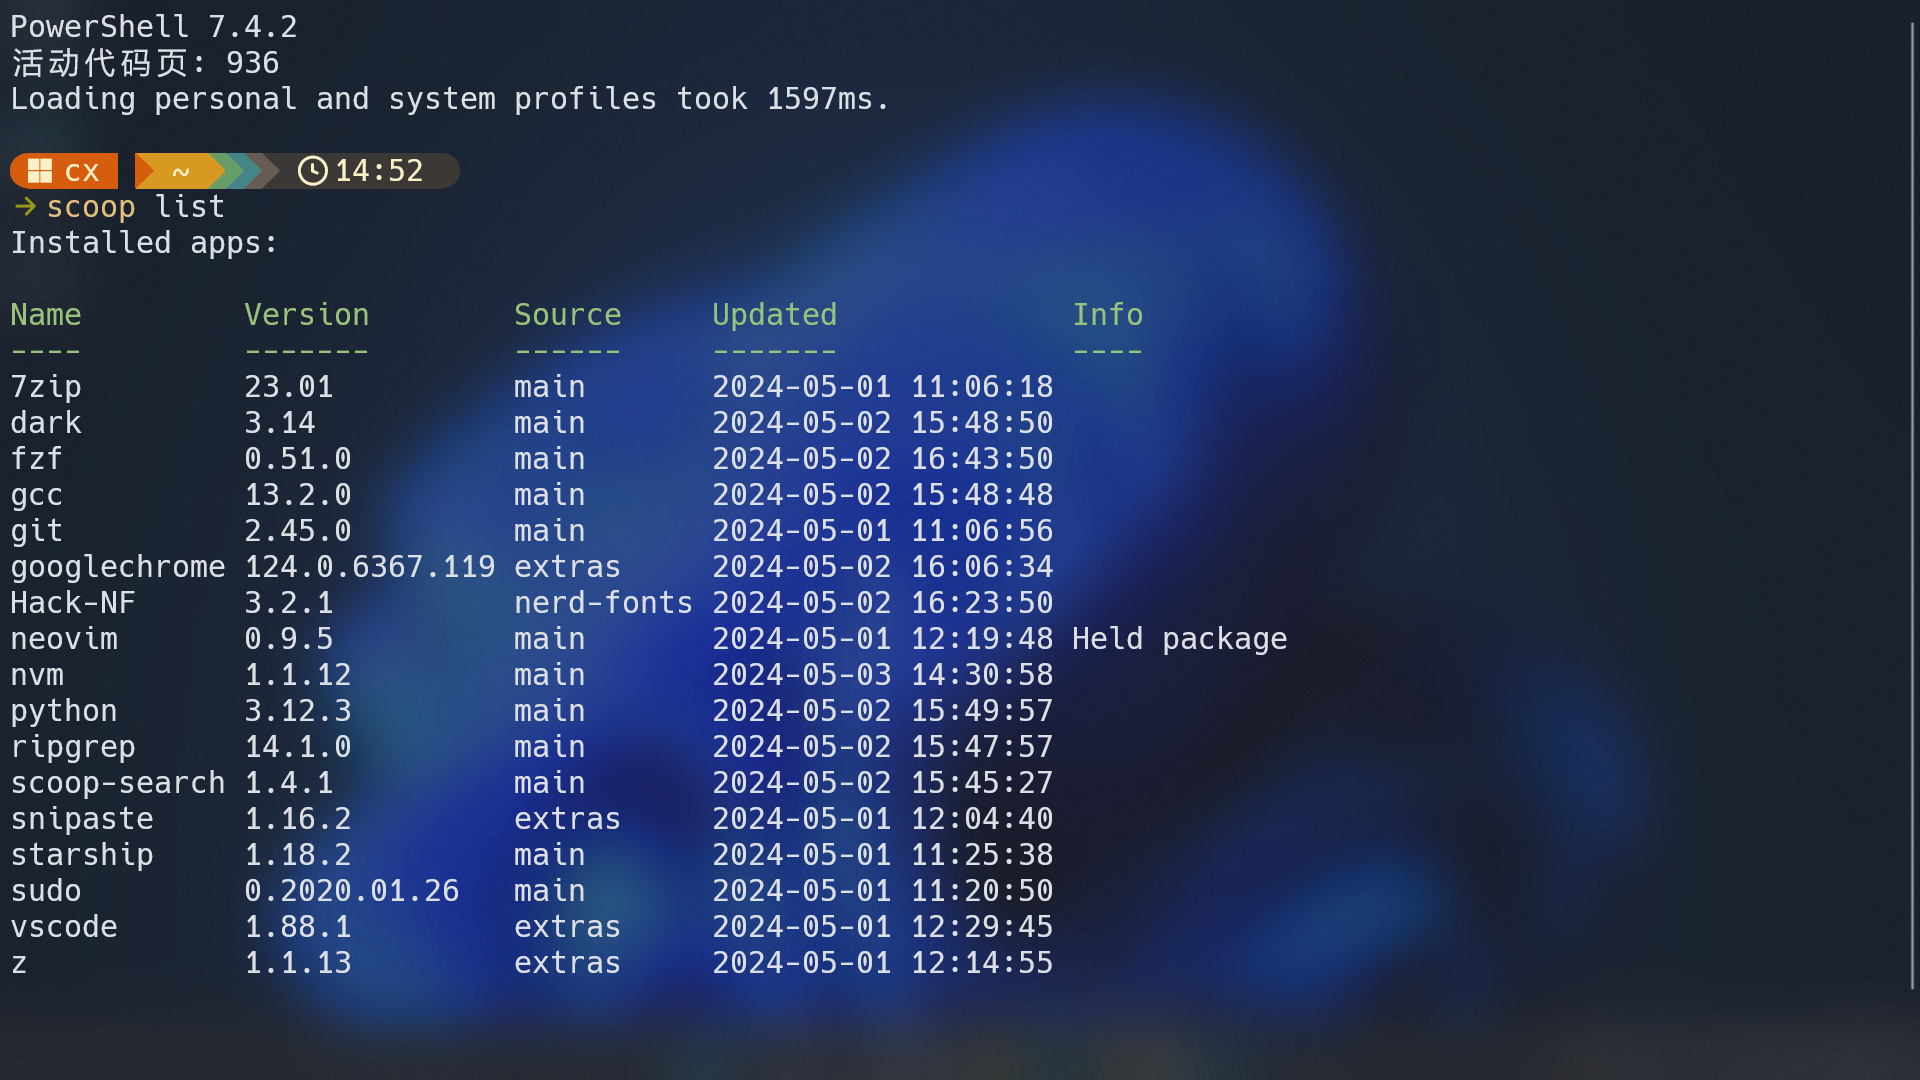 PowerShell 7.4.2
活动代码页: 936
Loading personal and system profiles took 1597ms.
cx ~ 14:52
→ scoop list
Installed apps:
Name Version Source Updated Info
---- ------- ------ ------- ----
7zip 23.01 main 2024-05-01 11:06:18
dark 3.14 main 2024-05-02 15:48:50
fzf 0.51.0 main 2024-05-02 16:43:50
gcc 13.2.0 main 2024-05-02 15:48:48
git 2.45.0 main 2024-05-01 11:06:56
googlechrome 124.0.6367.119 extras 2024-05-02 16:06:34
Hack-NF 3.2.1 nerd-fonts 2024-05-02 16:23:50
neovim 0.9.5 main 2024-05-01 12:19:48 Held package
nvm 1.1.12 main 2024-05-03 14:30:58
python 3.12.3 main 2024-05-02 15:49:57
ripgrep 14.1.0 main 2024-05-02 15:47:57
scoop-search 1.4.1 main 2024-05-02 15:45:27
snipaste 1.16.2 extras 2024-05-01 12:04:40
starship 1.18.2 main 2024-05-01 11:25:38
sudo 0.2020.01.26 main 2024-05-01 11:20:50
vscode 1.88.1 extras 2024-05-01 12:29:45
z 1.1.13 extras 2024-05-01 12:14:55